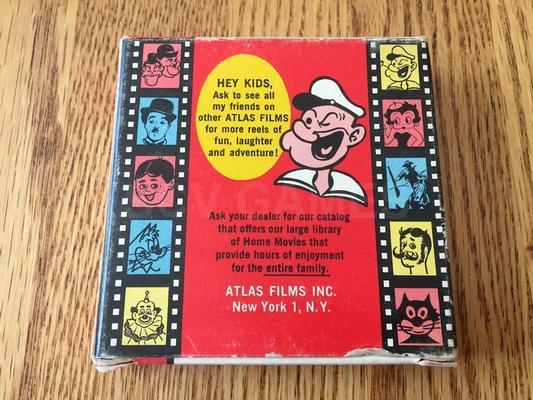 HEY KIDS,
Ask to see all
my friends on
other ATLAS FILMS
for more reels of
fun, laughter
and adventure!
Ask your dealer for our catalog
that offers our large library
of Home Movies that
provide hours of enjoyment
for the entire family.
ATLAS FILMS INC.
New York 1, N.Y.